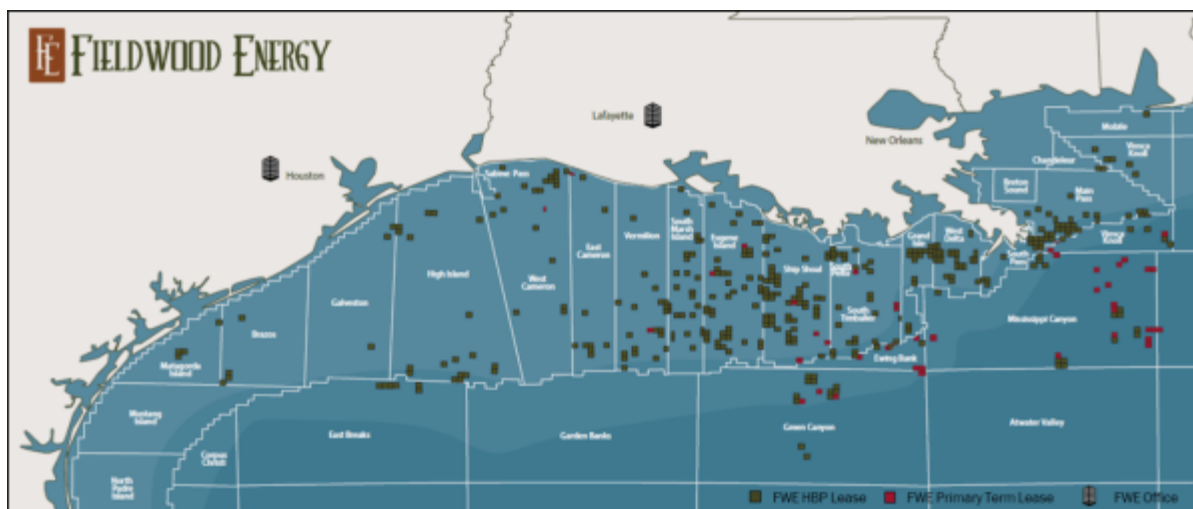 FE FIELDWOOD ENERGY
Lafayette
New Orleans
Houston
Mobile
Viosca
Knoll
Chandeleur
Breton
Sound
Main
Pass
Sabine Pass
South
Marsh
Island
Eugene
Island
Grand
Isle
West
Delta
Viosca
Knoll
South
Pass
East
Cameron
Vermilion
High Island
West
Cameron
Ship Shoal
South
Pelto
Galveston
South
Timbalier
Mississippi Canyon
Brazos
Matagorda
Island
Ewing Bank
Mustang
Island
East Breaks
Garden Banks
Green Canyon
Atwater Valley
Corpus
Christi
North
Padre
Island
FWE HBP Lease
FWE Primary Term Lease
FWE Office